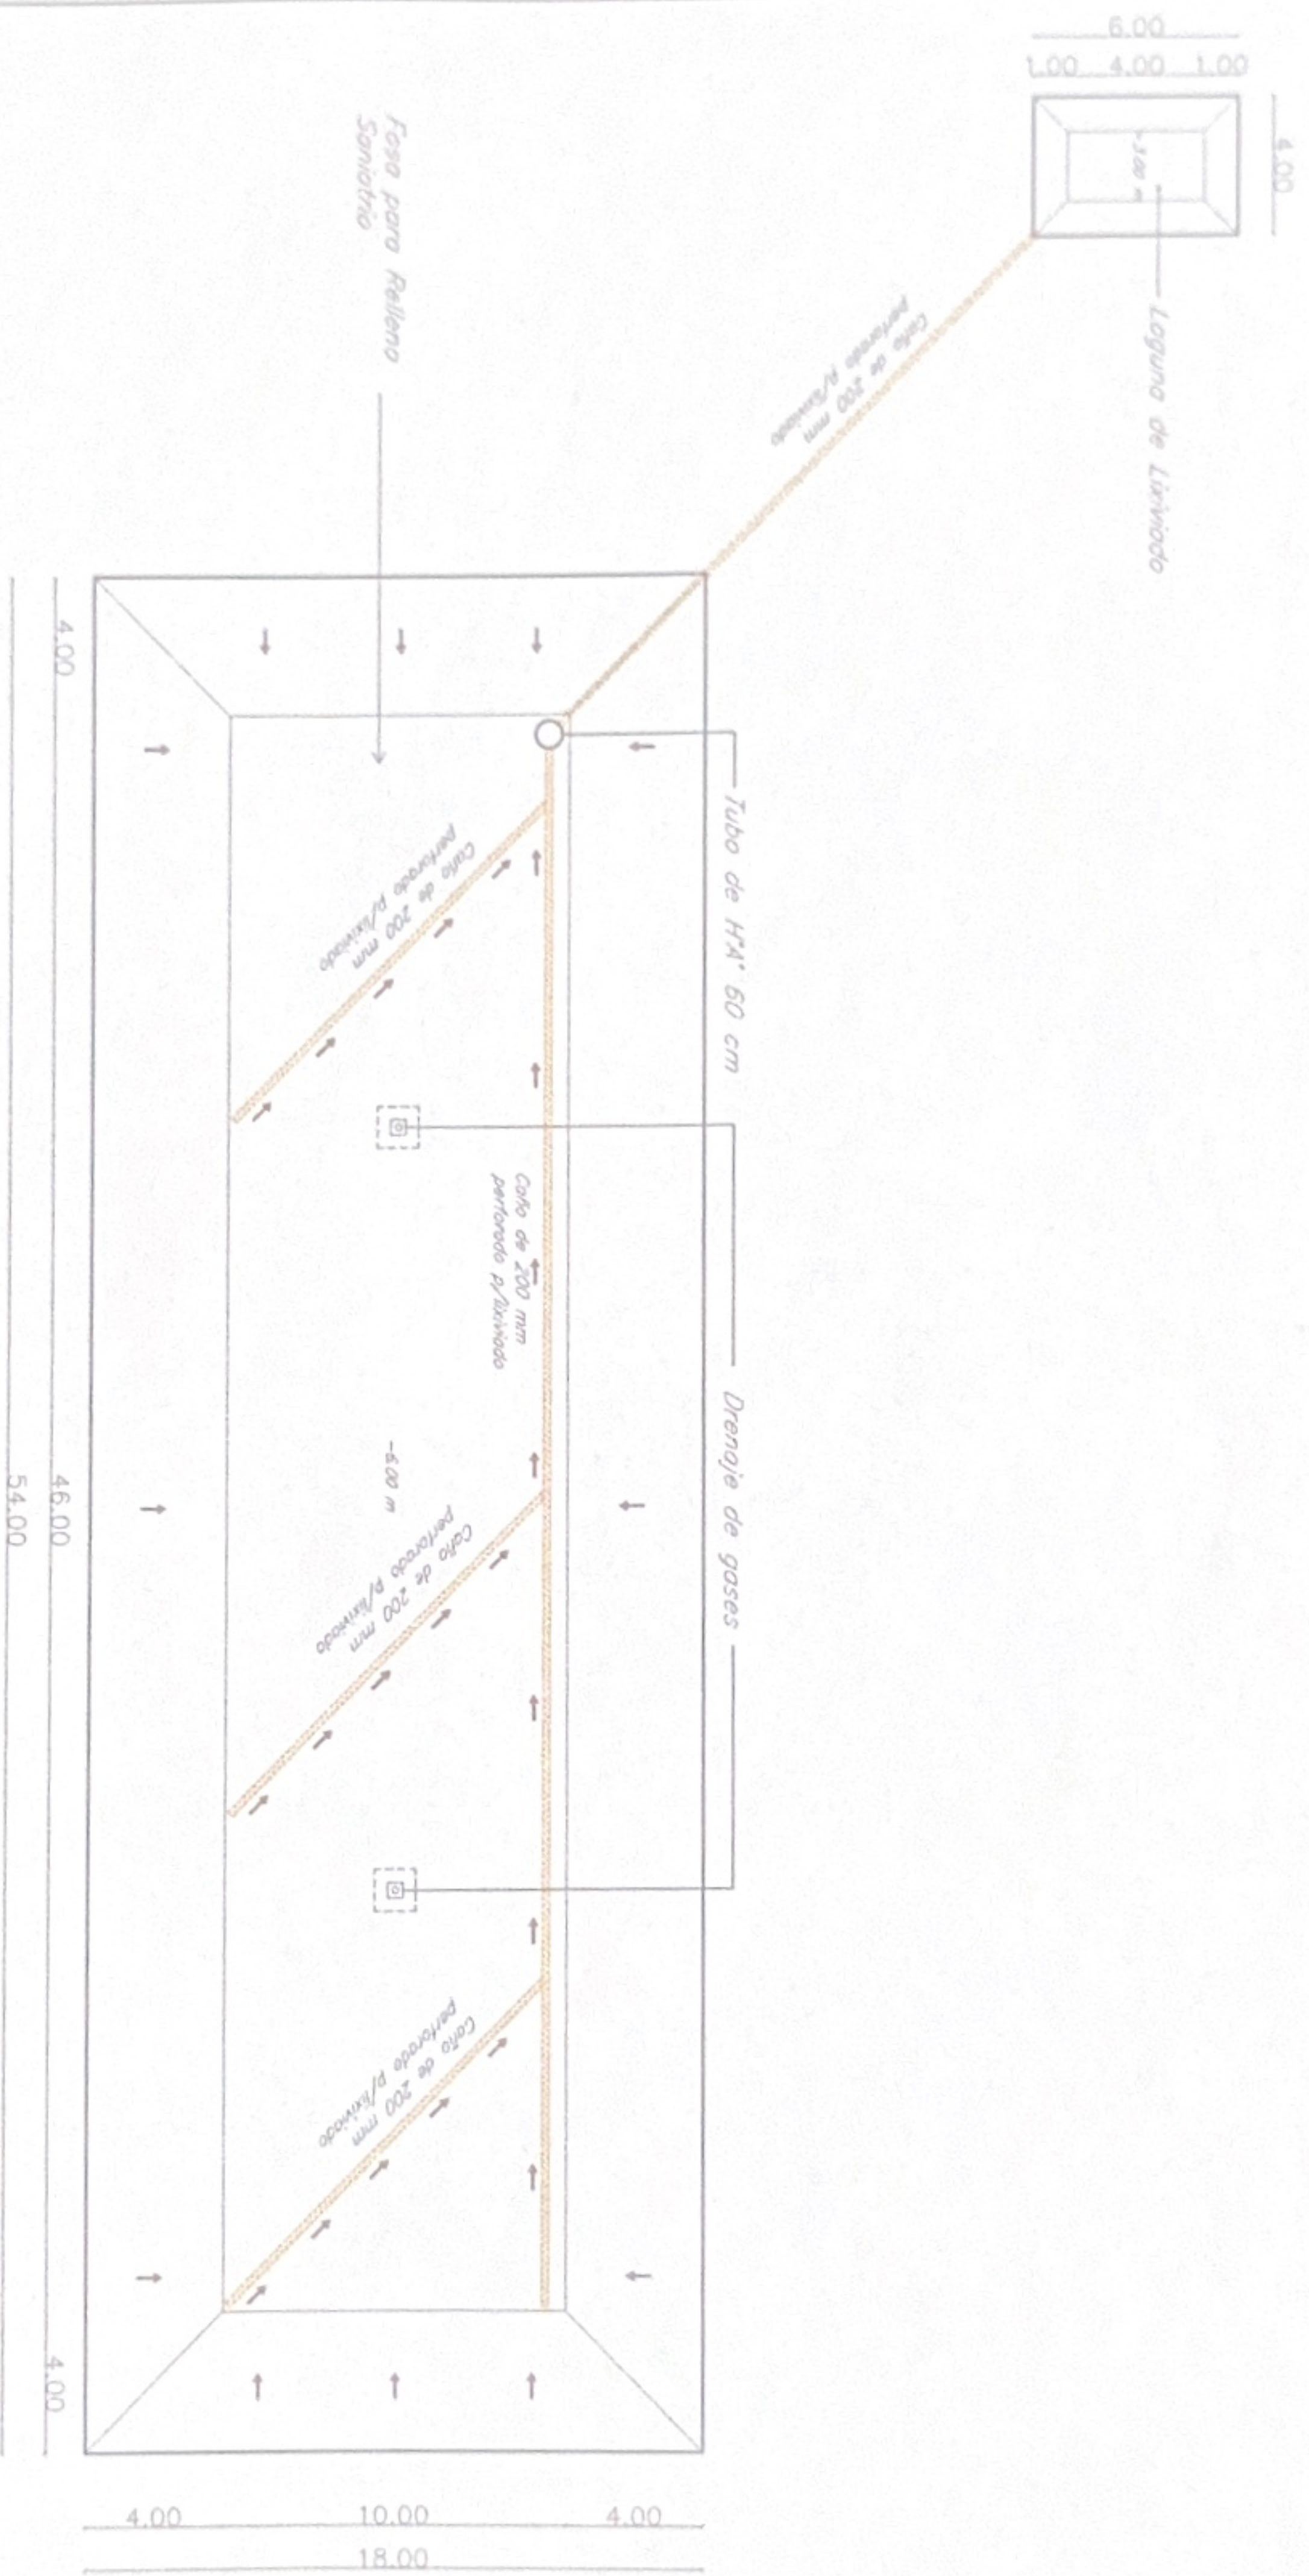 6.00
1.00 4.00 1.00
4.00
-3.00 m
Laguna de Lixiviado
Caño de 200 mm
perforado p/lixiviado
Fosa para Relleno
Saniatrio
Tubo de H°A° 60 cm
Caño de 200 mm
perforado p/lixiviado
Drenaje de gases
Caño de 200 mm
perforado p/lixiviado
Caño de 200 mm
perforado p/lixiviado
Caño de 200 mm
perforado p/lixiviado
4.00
46.00
4.00
54.00
4.00 10.00 4.00
18.00